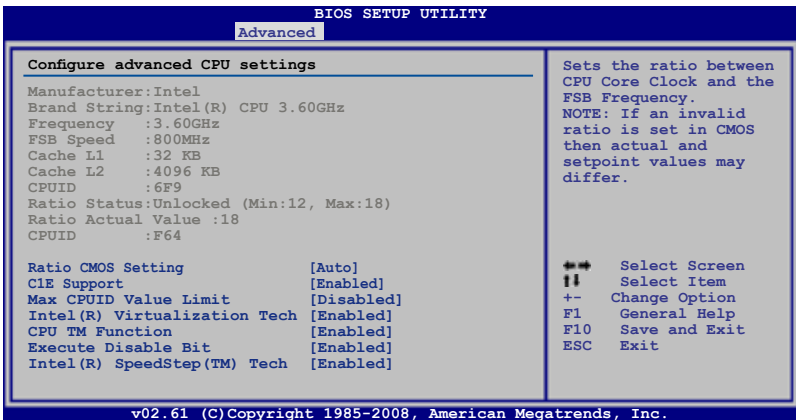 BIOS SETUP UTILITY
Advanced
Configure advanced CPU settings
Manufacturer:Intel
Brand String:Intel(R) CPU 3.60GHz
Frequency :3.60GHz
FSB Speed :800MHz
Cache L1 :32 KB
Cache L2 :4096 KB
CPUID :6F9
Ratio Status:Unlocked (Min:12, Max:18)
Ratio Actual Value :18
CPUID :F64
Ratio CMOS Setting [Auto]
C1E Support [Enabled]
Max CPUID Value Limit [Disabled]
Intel(R) Virtualization Tech [Enabled]
CPU TM Function [Enabled]
Execute Disable Bit [Enabled]
Intel(R) SpeedStep(TM) Tech [Enabled]
Sets the ratio between
CPU Core Clock and the
FSB Frequency.
NOTE: If an invalid
ratio is set in CMOS
then actual and
setpoint values may
differ.
←→ Select Screen
↑↓ Select Item
+- Change Option
F1 General Help
F10 Save and Exit
ESC Exit
v02.61 (C)Copyright 1985-2008, American Megatrends, Inc.